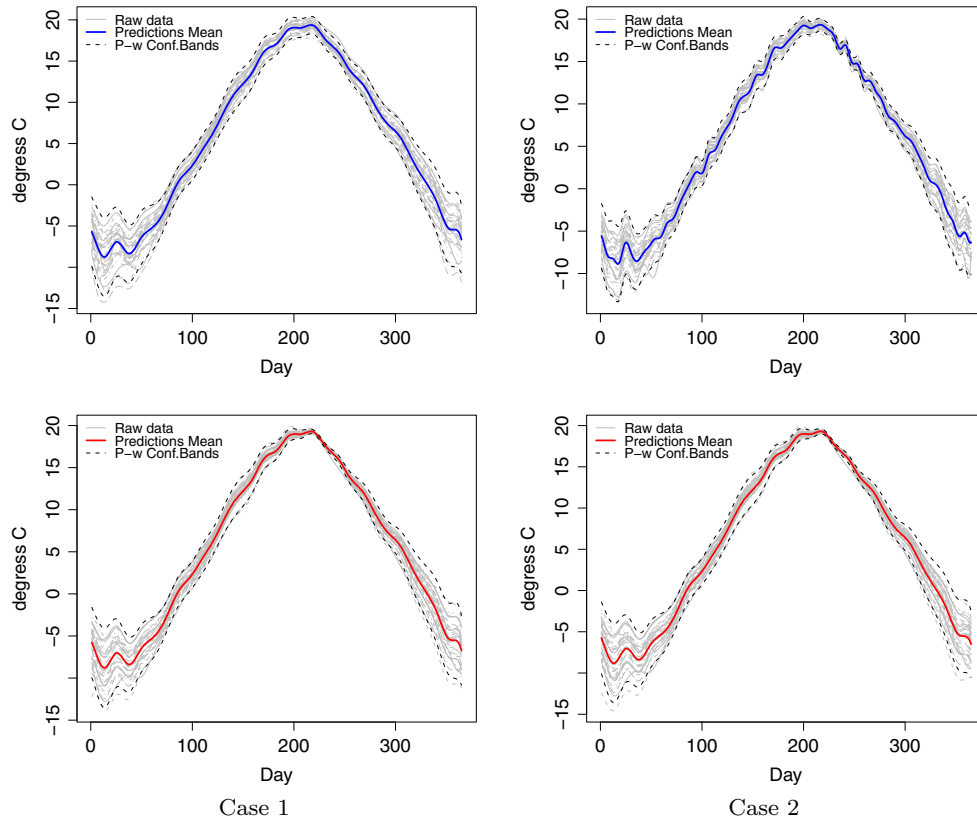 Raw data
Predictions Mean
P-w Conf.Bands
degress C
-15 -5 0 5 10 15 20
0 100 200 300
Day
Raw data
Predictions Mean
P-w Conf.Bands
degress C
-10 -5 0 5 10 15 20
0 100 200 300
Day
Raw data
Predictions Mean
P-w Conf.Bands
degress C
-15 -5 0 5 10 15 20
0 100 200 300
Day
Raw data
Predictions Mean
P-w Conf.Bands
degress C
-15 -5 0 5 10 15 20
0 100 200 300
Day
Case 1
Case 2